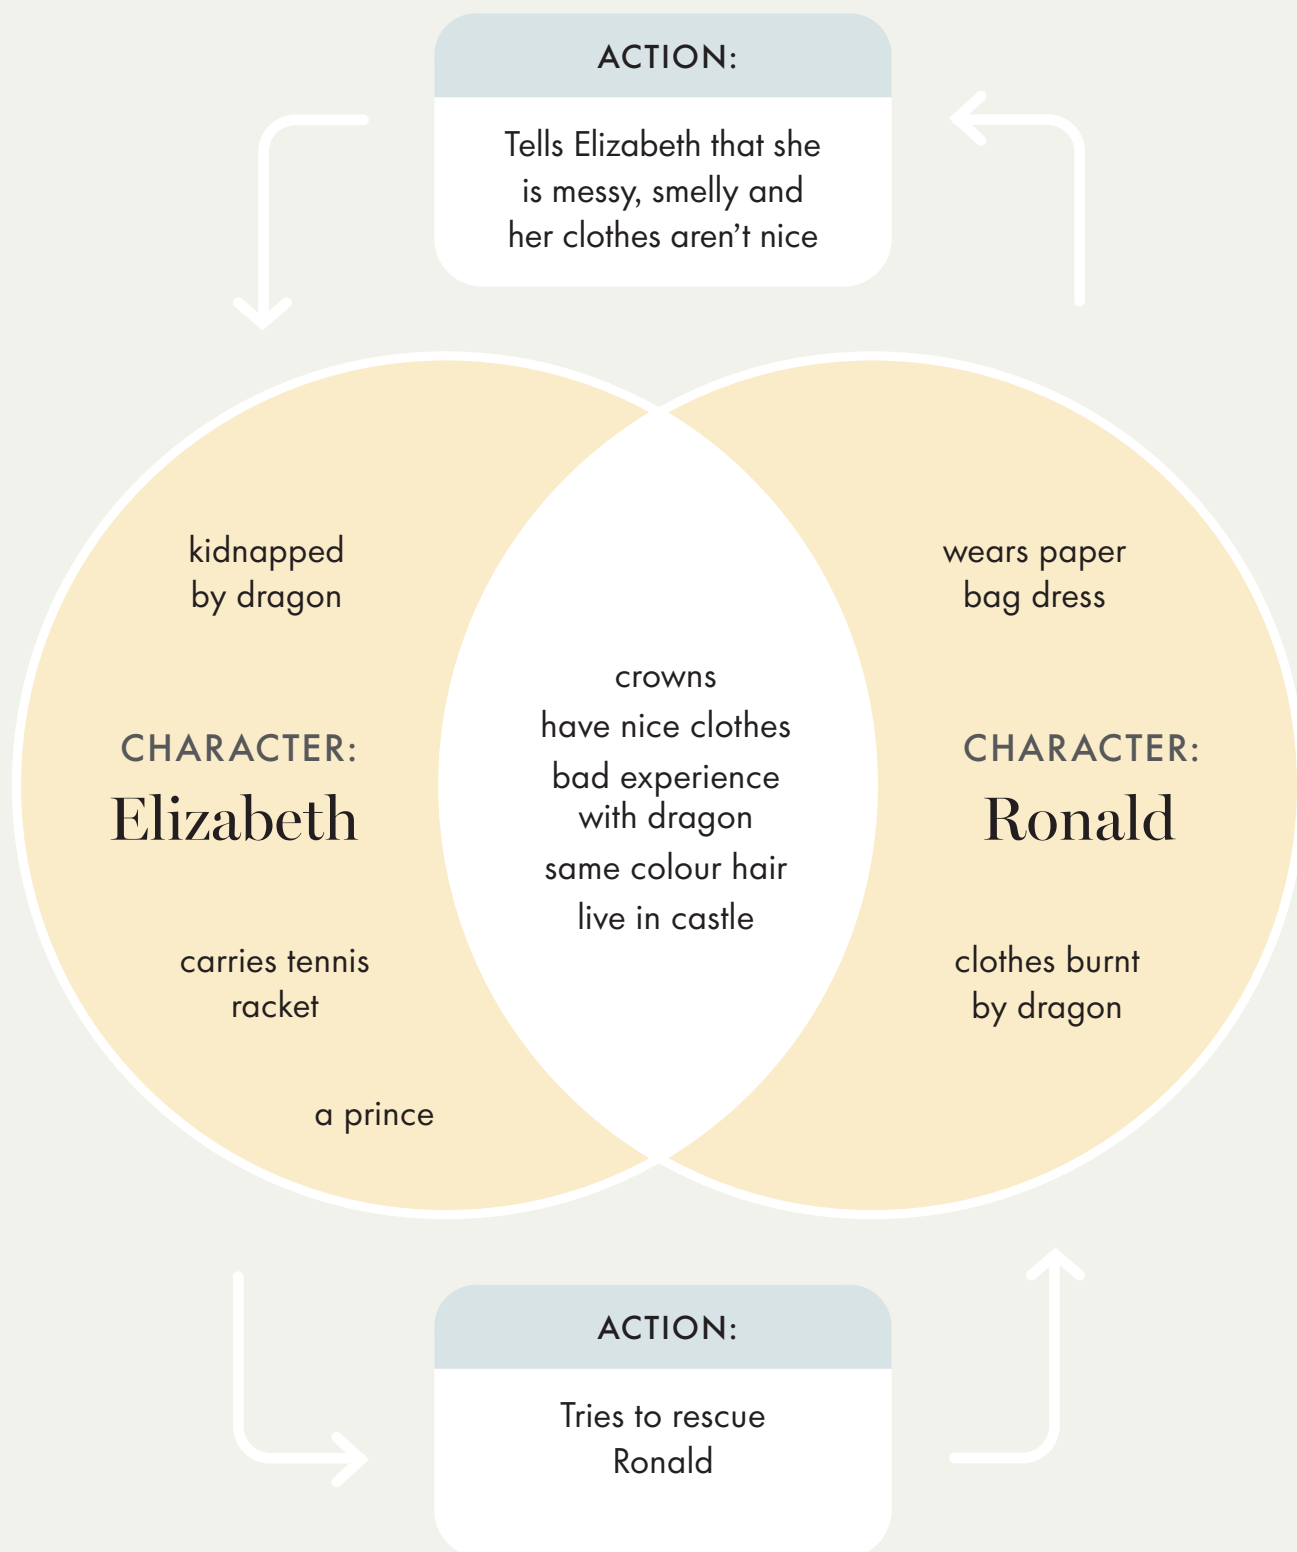 ACTION:
Tells Elizabeth that she
is messy, smelly and
her clothes aren’t nice
kidnapped
by dragon
CHARACTER:
Elizabeth
carries tennis
racket
a prince
crowns
have nice clothes
bad experience
with dragon
same colour hair
live in castle
wears paper
bag dress
CHARACTER:
Ronald
clothes burnt
by dragon
ACTION:
Tries to rescue
Ronald